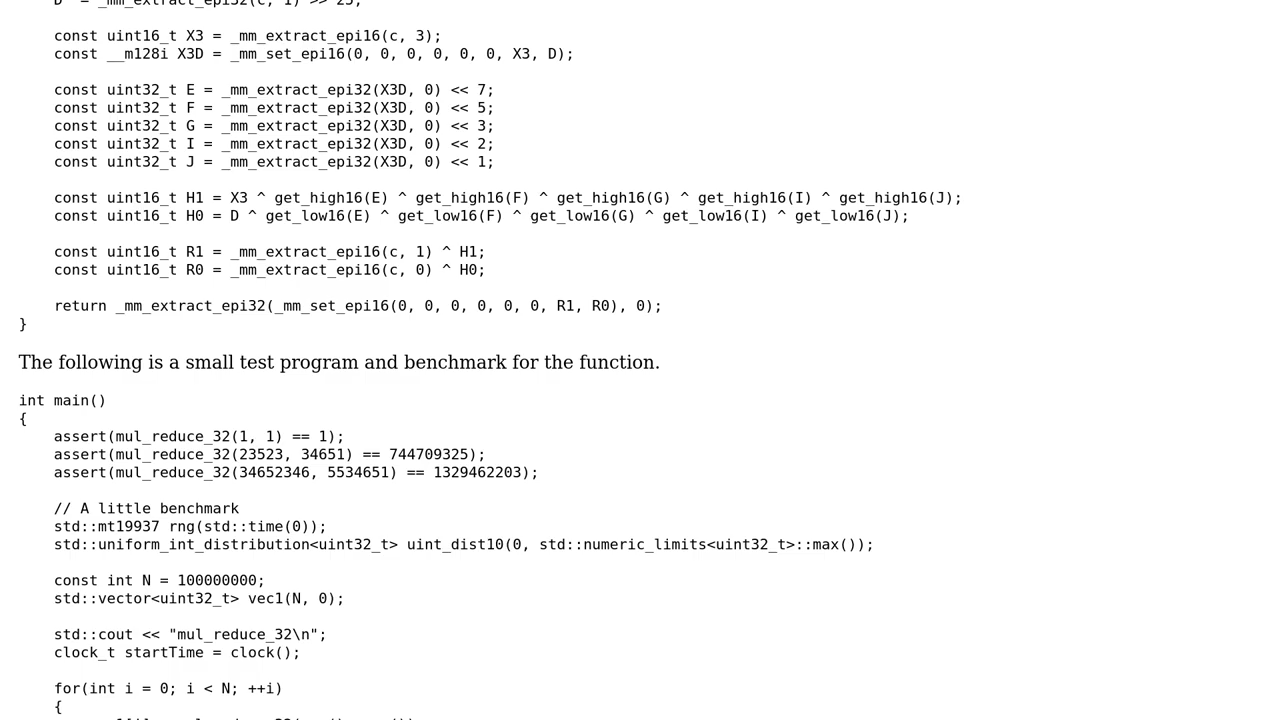 D ^= _mm_extract_epi32(c, 1) >> 25;
const uint16_t X3 = _mm_extract_epi16(c, 3);
const __m128i X3D = _mm_set_epi16(0, 0, 0, 0, 0, 0, X3, D);
const uint32_t E = _mm_extract_epi32(X3D, 0) << 7;
const uint32_t F = _mm_extract_epi32(X3D, 0) << 5;
const uint32_t G = _mm_extract_epi32(X3D, 0) << 3;
const uint32_t I = _mm_extract_epi32(X3D, 0) << 2;
const uint32_t J = _mm_extract_epi32(X3D, 0) << 1;
const uint16_t H1 = X3 ^ get_high16(E) ^ get_high16(F) ^ get_high16(G) ^ get_high16(I) ^ get_high16(J);
const uint16_t H0 = D ^ get_low16(E) ^ get_low16(F) ^ get_low16(G) ^ get_low16(I) ^ get_low16(J);
const uint16_t R1 = _mm_extract_epi16(c, 1) ^ H1;
const uint16_t R0 = _mm_extract_epi16(c, 0) ^ H0;
return _mm_extract_epi32(_mm_set_epi16(0, 0, 0, 0, 0, 0, R1, R0), 0);
}
The following is a small test program and benchmark for the function.
int main()
{
assert(mul_reduce_32(1, 1) == 1);
assert(mul_reduce_32(23523, 34651) == 744709325);
assert(mul_reduce_32(34652346, 5534651) == 1329462203);
// A little benchmark
std::mt19937 rng(std::time(0));
std::uniform_int_distribution<uint32_t> uint_dist10(0, std::numeric_limits<uint32_t>::max());
const int N = 100000000;
std::vector<uint32_t> vec1(N, 0);
std::cout << "mul_reduce_32\n";
clock_t startTime = clock();
for(int i = 0; i < N; ++i)
{